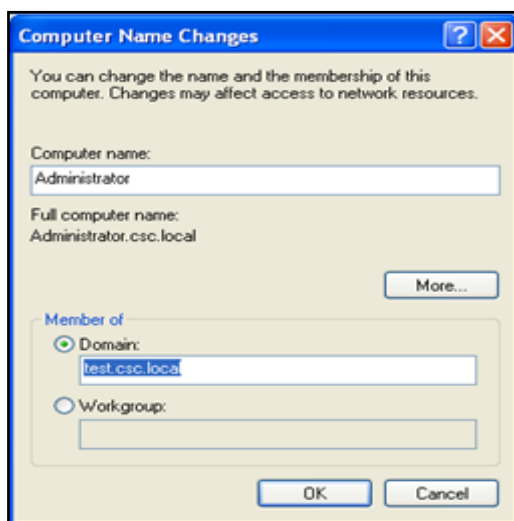 Computer Name Changes
You can change the name and the membership of this
computer. Changes may affect access to network resources.
Computer name:
Administrator
Full computer name:
Administrator.csc.local
More...
Member of
Domain:
test.csc.local
Workgroup:
OK
Cancel